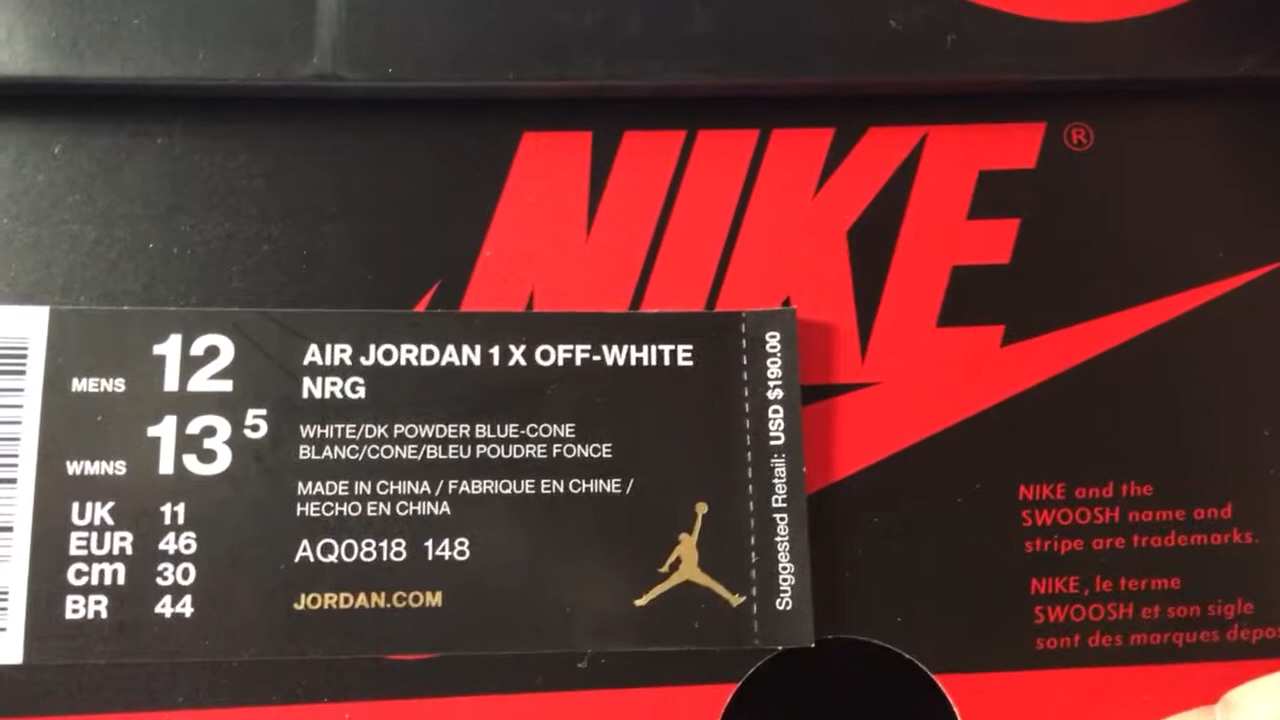 NIKE®
MENS 12
WMNS 13 5
UK 11
EUR 46
cm 30
BR 44
AIR JORDAN 1 X OFF-WHITE
NRG
WHITE/DK POWDER BLUE-CONE
BLANC/CONE/BLEU POUDRE FONCE
MADE IN CHINA / FABRIQUE EN CHINE /
HECHO EN CHINA
AQ0818 148
JORDAN.COM
Suggested Retail: USD $190.00
NIKE and the
SWOOSH name and
stripe are trademarks.
NIKE, le terme
SWOOSH et son sigle
sont des marques dépo